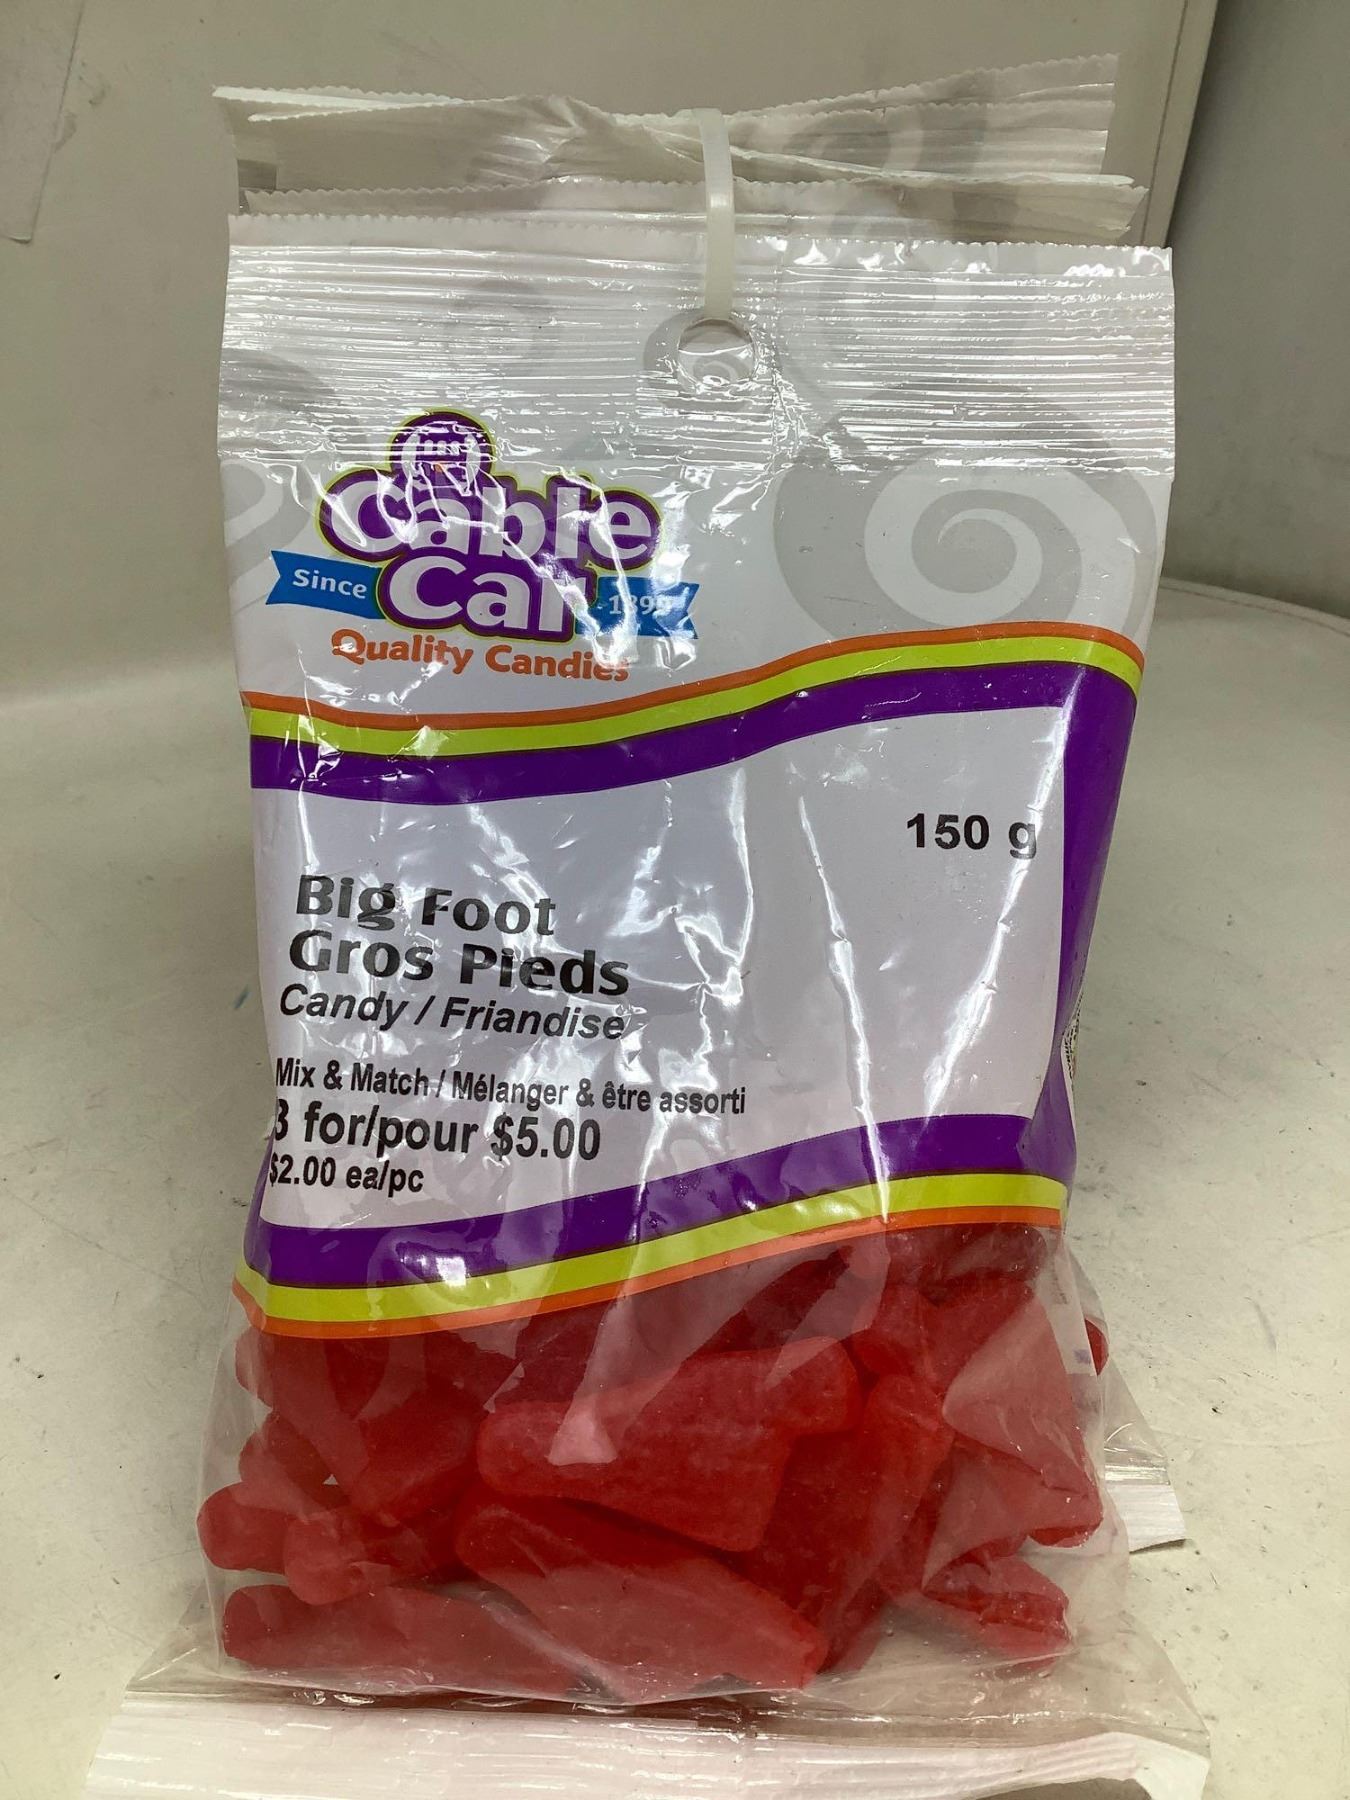 Cable
Car
Since 1899
Quality Candies
150 g
Big Foot
Gros Pieds
Candy / Friandise
Mix & Match / Mélanger & être assorti
3 for/pour $5.00
$2.00 ea/pc